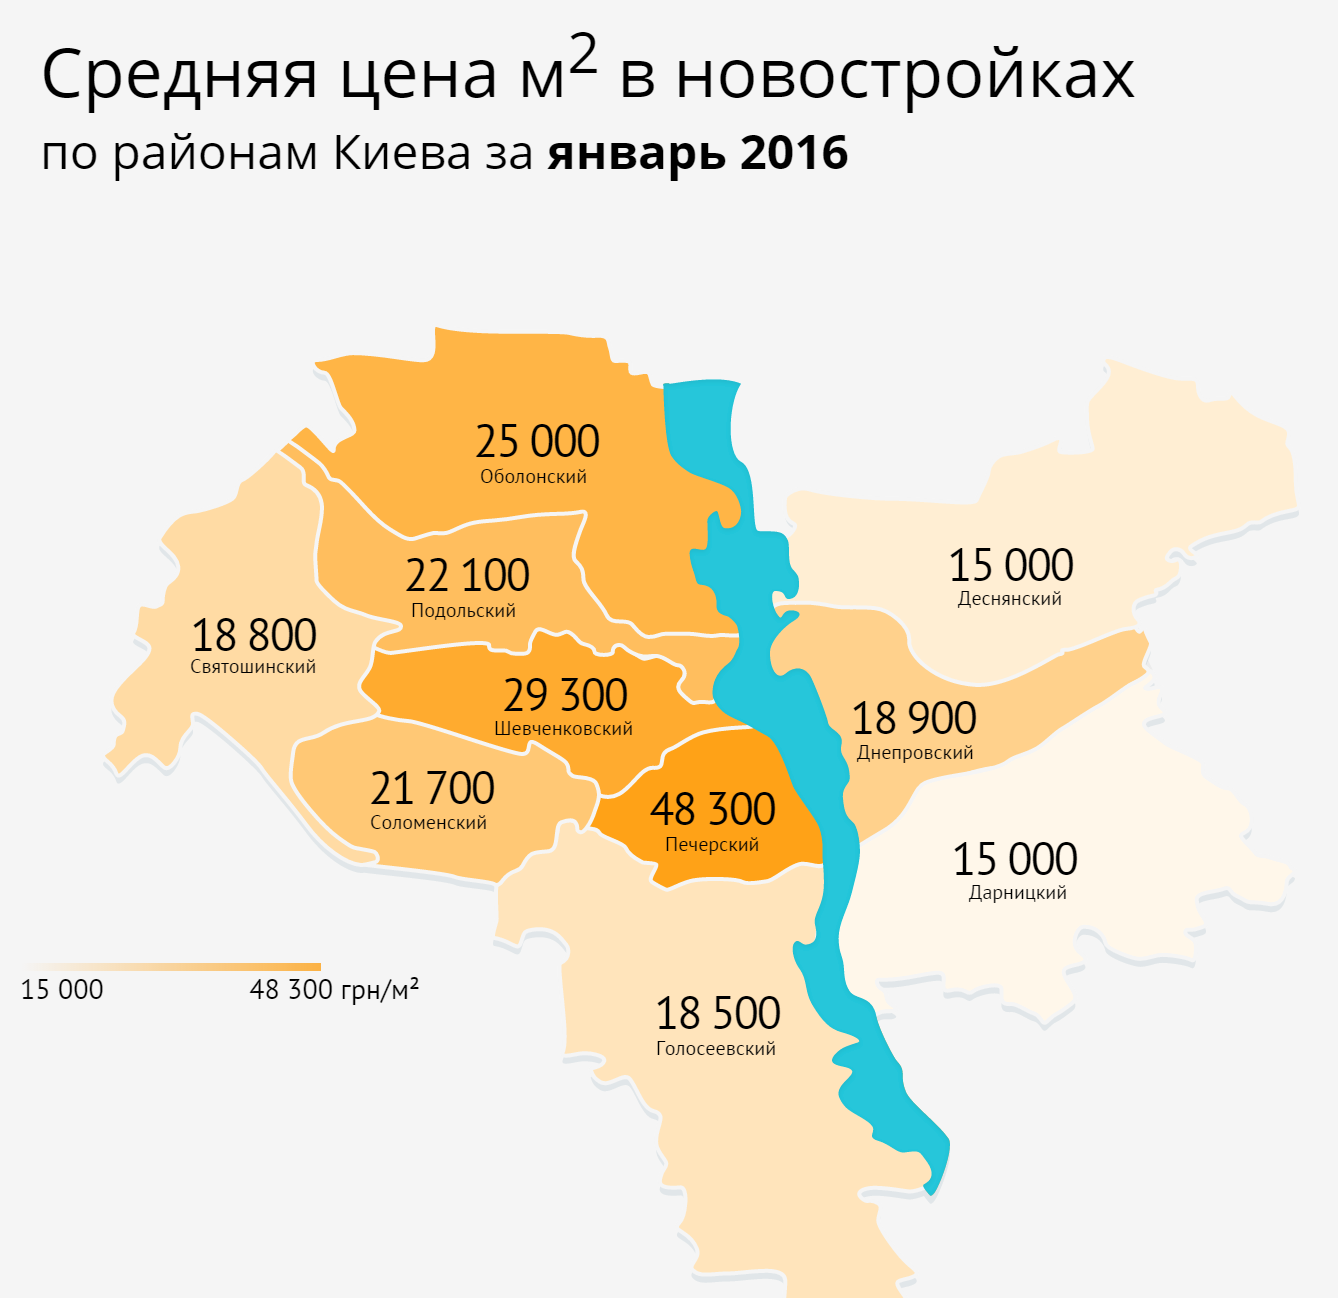 Средняя цена м² в новостройках
по районам Киева за январь 2016
25 000
Оболонский
22 100
Подольский
15 000
Деснянский
18 800
Святошинский
29 300
Шевченковский
18 900
Днепровский
21 700
Соломенский
48 300
Печерский
15 000
Дарницкий
15 000 48 300 грн/м²
18 500
Голосеевский